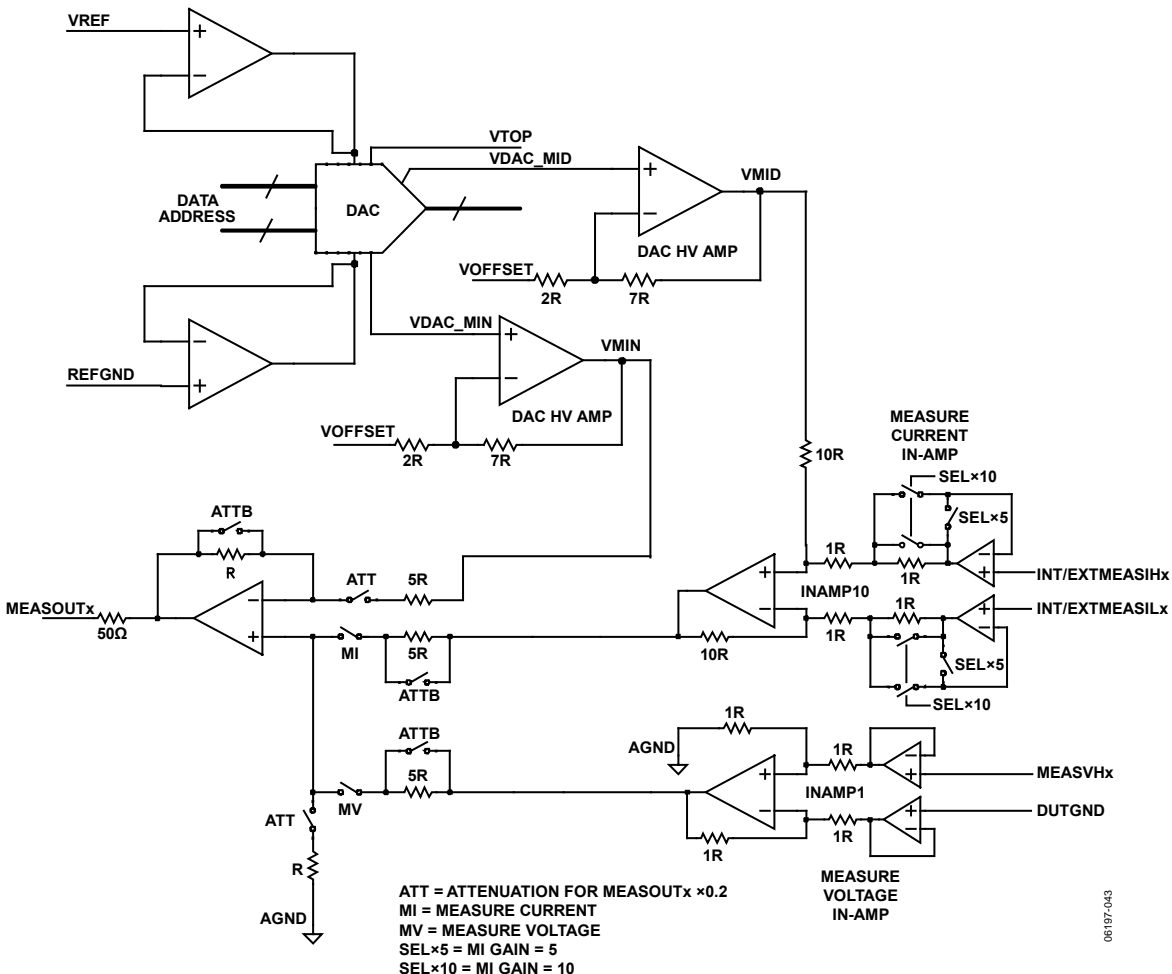 VREF
VTOP
VDAC_MID
VMID
DATA
ADDRESS
DAC
DAC HV AMP
VOFFSET
2R
7R
VDAC_MIN
VMIN
REFGND
DAC HV AMP
VOFFSET
2R
7R
10R
MEASURE
CURRENT
IN-AMP
SEL×10
SEL×5
ATTB
R
ATT
5R
1R
1R
INT/EXTMEASIHx
INAMP10
MEASOUTx
50Ω
MI
5R
ATTB
10R
1R
1R
INT/EXTMEASILx
SEL×5
SEL×10
ATTB
5R
MV
1R
AGND
1R
INAMP1
MEASVHx
DUTGND
1R
1R
ATT
R
AGND
MEASURE
VOLTAGE
IN-AMP
ATT = ATTENUATION FOR MEASOUTx ×0.2
MI = MEASURE CURRENT
MV = MEASURE VOLTAGE
SEL×5 = MI GAIN = 5
SEL×10 = MI GAIN = 10
06197-043